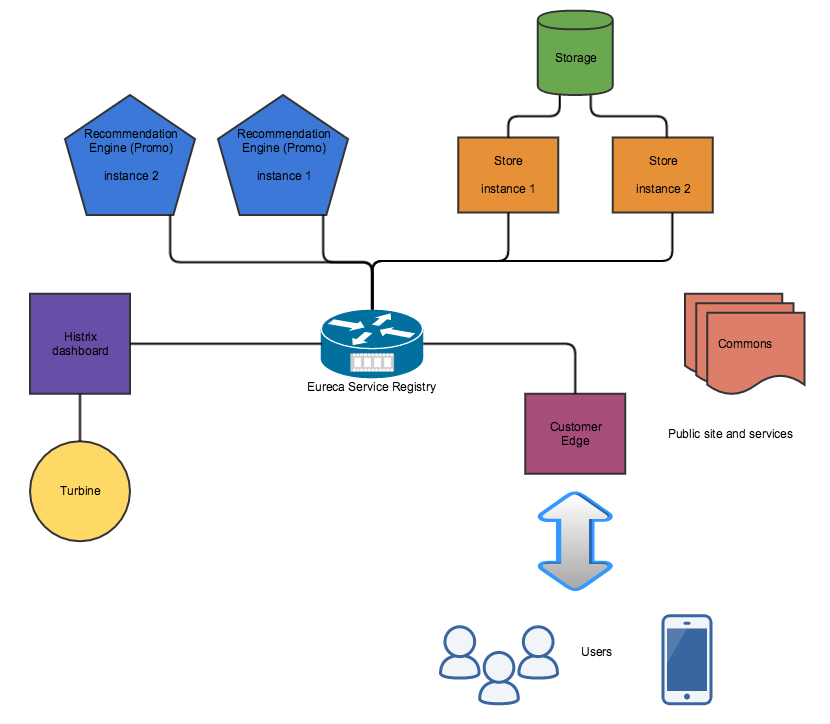 Storage
Recommendation
Engine (Promo)
instance 2
Recommendation
Engine (Promo)
instance 1
Store
instance 1
Store
instance 2
Histrix
dashboard
Eureca Service Registry
Commons
Customer
Edge
Public site and services
Turbine
Users